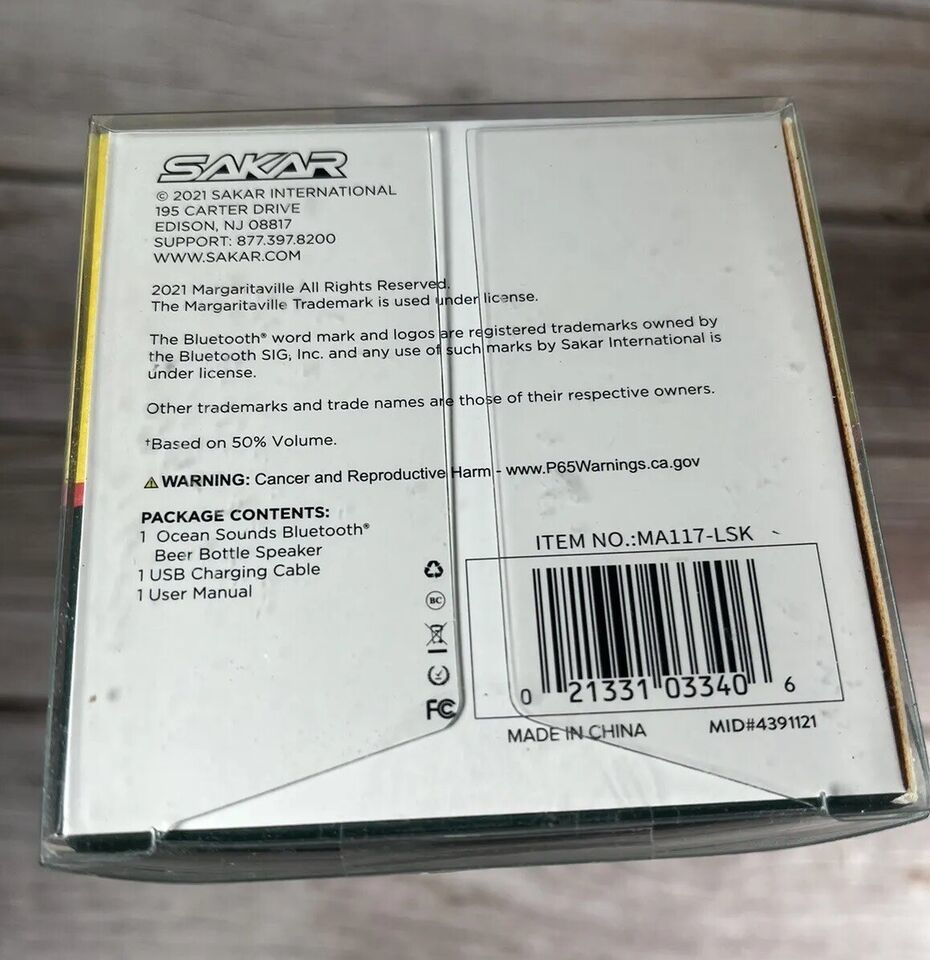 SAKAR
© 2021 SAKAR INTERNATIONAL
195 CARTER DRIVE
EDISON, NJ 08817
SUPPORT: 877.397.8200
WWW.SAKAR.COM
2021 Margaritaville All Rights Reserved.
The Margaritaville Trademark is used under license.
The Bluetooth® word mark and logos are registered trademarks owned by
the Bluetooth SIG, Inc. and any use of such marks by Sakar International is
under license.
Other trademarks and trade names are those of their respective owners.
†Based on 50% Volume.
⚠ WARNING: Cancer and Reproductive Harm - www.P65Warnings.ca.gov
PACKAGE CONTENTS:
1 Ocean Sounds Bluetooth®
Beer Bottle Speaker
1 USB Charging Cable
1 User Manual
BC
FC
ITEM NO.:MA117-LSK
0 21331 03340 6
MADE IN CHINA MID#4391121